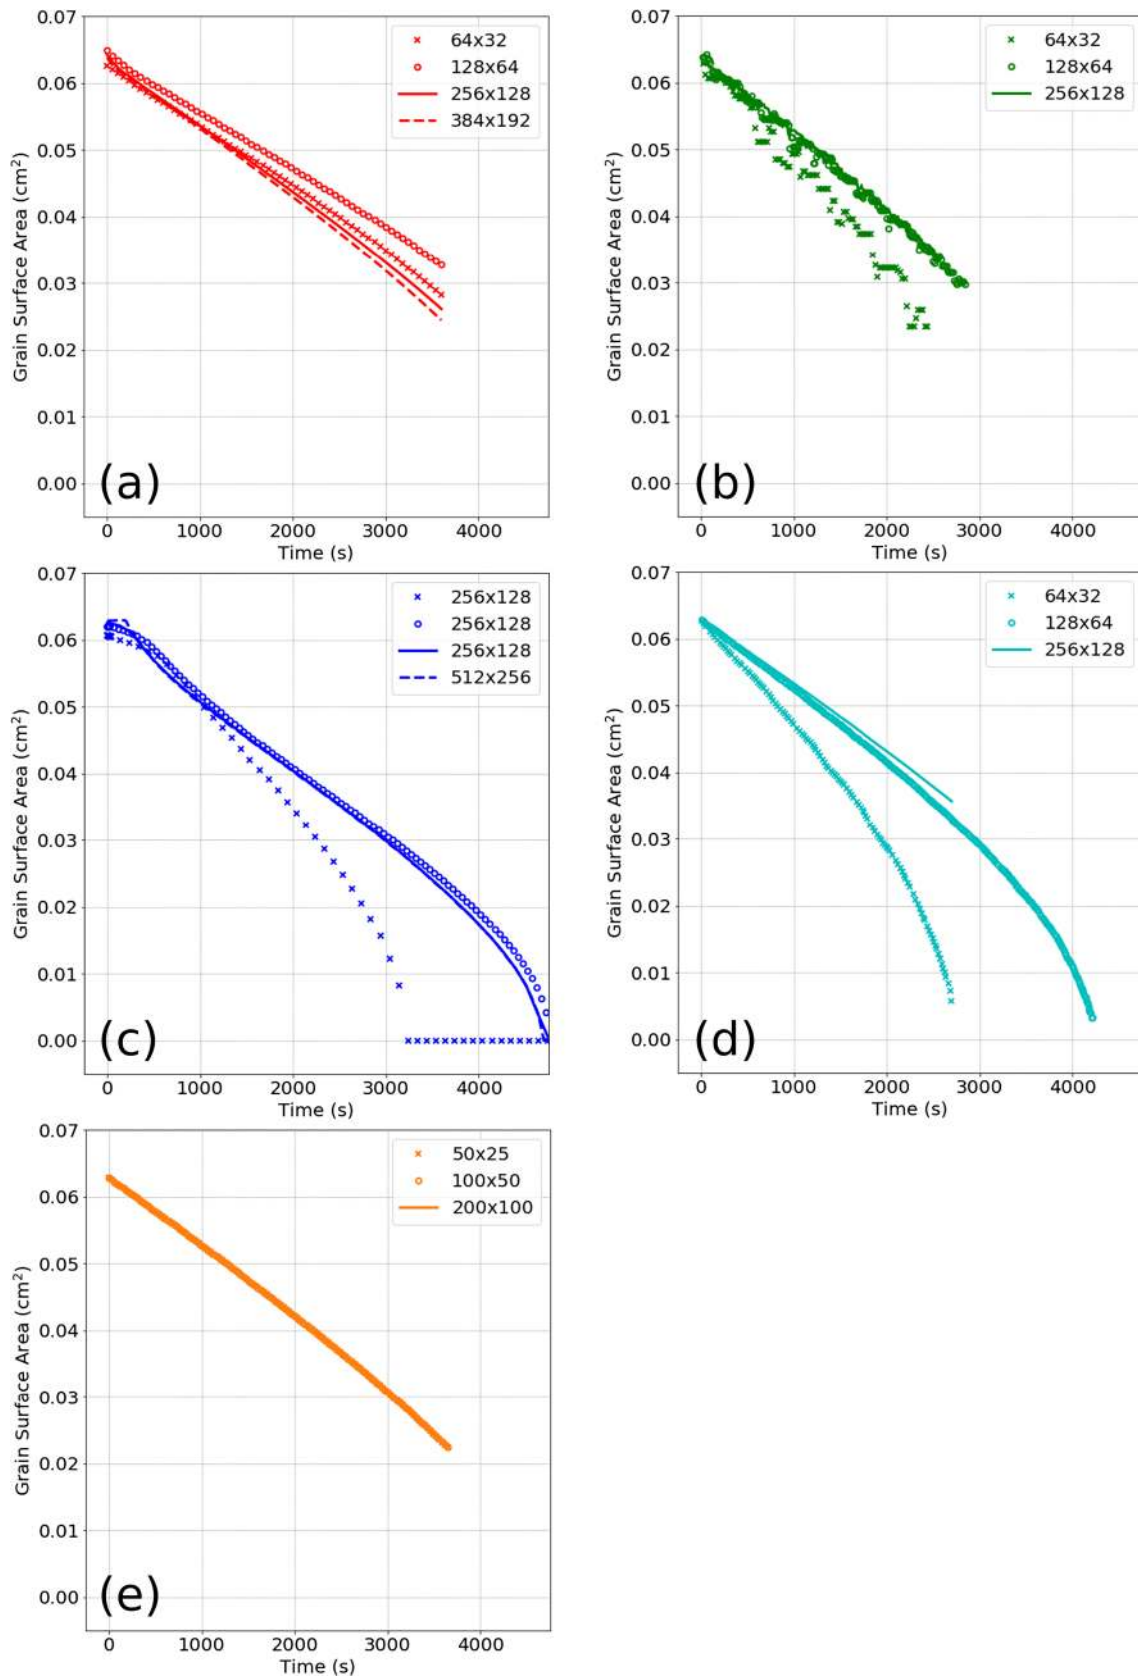 0.07
0.06
0.05
0.04
0.03
0.02
0.01
0.00
Grain Surface Area (cm²)
64x32
128x64
256x128
384x192
(a)
0 1000 2000 3000 4000
Time (s)
0.07
0.06
0.05
0.04
0.03
0.02
0.01
0.00
Grain Surface Area (cm²)
64x32
128x64
256x128
(b)
0 1000 2000 3000 4000
Time (s)
0.07
0.06
0.05
0.04
0.03
0.02
0.01
0.00
Grain Surface Area (cm²)
256x128
256x128
256x128
512x256
(c)
0 1000 2000 3000 4000
Time (s)
0.07
0.06
0.05
0.04
0.03
0.02
0.01
0.00
Grain Surface Area (cm²)
64x32
128x64
256x128
(d)
0 1000 2000 3000 4000
Time (s)
0.07
0.06
0.05
0.04
0.03
0.02
0.01
0.00
Grain Surface Area (cm²)
50x25
100x50
200x100
(e)
0 1000 2000 3000 4000
Time (s)